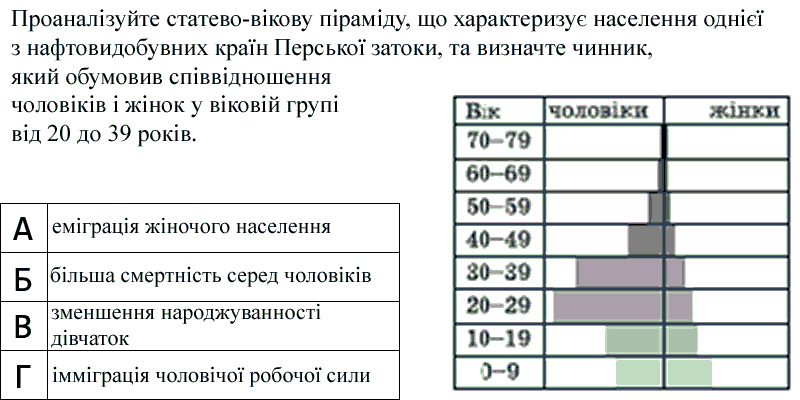 Проаналізуйте статево-вікову піраміду, що характеризує населення однієї
з нафтовидобувних країн Перської затоки, та визначте чинник,
який обумовив співвідношення
чоловіків і жінок у віковій групі
від 20 до 39 років.
А еміграція жіночого населення
Б більша смертність серед чоловіків
В зменшення народжуванності
дівчаток
Г імміграція чоловічої робочої сили
Вік чоловіки жінки
70–79
60–69
50–59
40–49
30–39
20–29
10–19
0–9